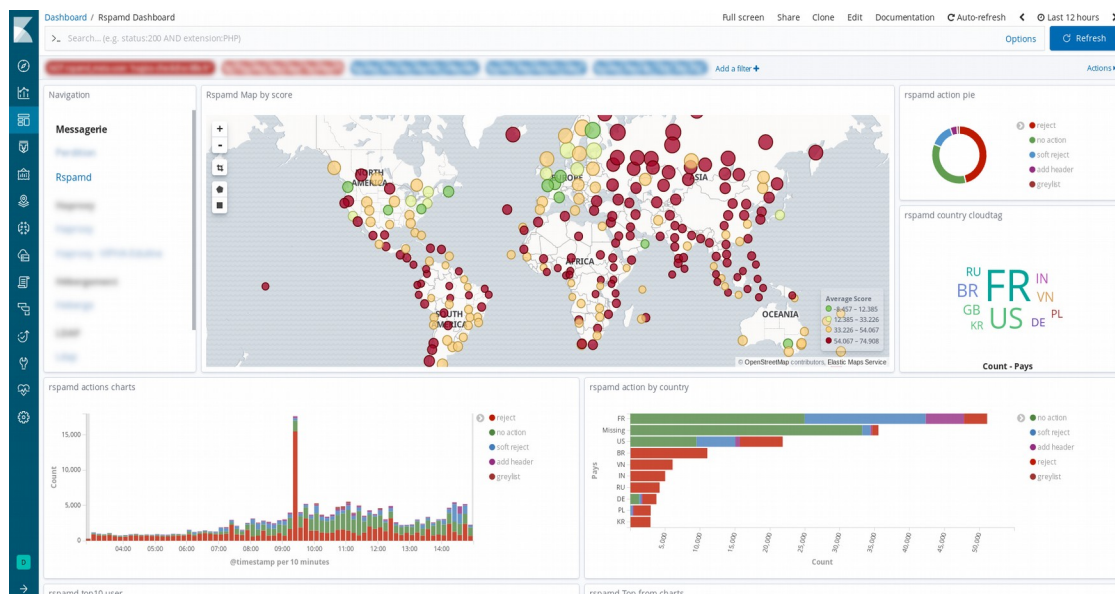 Dashboard / Rspamd Dashboard
Full screen Share Clone Edit Documentation Auto-refresh Last 12 hours
>_ Search... (e.g. status:200 AND extension:PHP)
Options
Refresh
Add a filter +
Actions
Navigation
Messagerie
Rspamd
Rspamd Map by score
+
-
NORTH
AMERICA
EUROPE
ASIA
AFRICA
SOUTH
AMERICA
OCEANIA
Average Score
12.385 – 33.226
33.226 – 54.067
54.067 – 74.908
© OpenStreetMap contributors, Elastic Maps Service
rspamd action pie
reject
no action
soft reject
add header
greylist
rspamd country cloudtag
RU
FR
IN
BR
VN
GB
US
PL
KR
DE
Count - Pays
rspamd actions charts
15,000
10,000
5,000
0
Count
04:00 05:00 06:00 07:00 08:00 09:00 10:00 11:00 12:00 13:00 14:00
@timestamp per 10 minutes
reject
no action
soft reject
add header
greylist
rspamd action by country
FR
Missing
US
BR
VN
IN
RU
DE
PL
KR
Pays
5,000 10,000 15,000 20,000 25,000 30,000 35,000 40,000 45,000 50,000
Count
no action
soft reject
add header
reject
greylist
D
rspamd top10 user
rspamd Top from charts